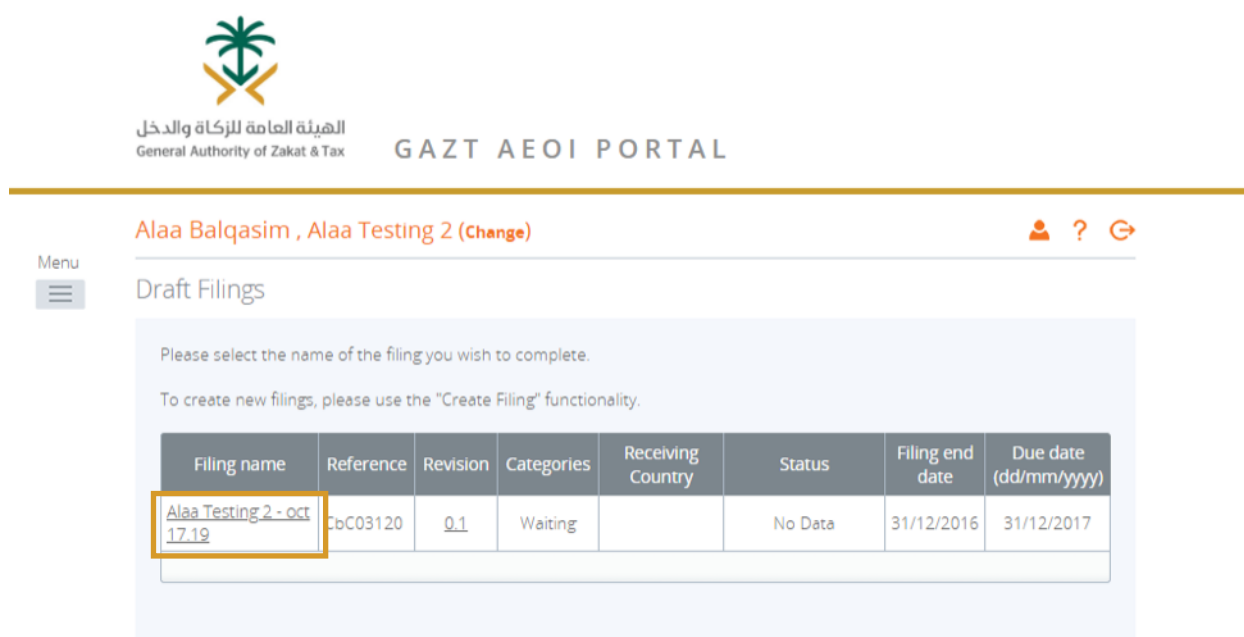 الهيئة العامة للزكاة والدخل
General Authority of Zakat & Tax
GAZT AEOI PORTAL
Alaa Balqasim , Alaa Testing 2 (Change)
?
Menu
Draft Filings
Please select the name of the filing you wish to complete.
To create new filings, please use the "Create Filing" functionality.
Filing name Reference Revision Categories Receiving Country Status Filing end date Due date (dd/mm/yyyy)
Alaa Testing 2 - oct 17.19 CbC03120 0.1 Waiting No Data 31/12/2016 31/12/2017